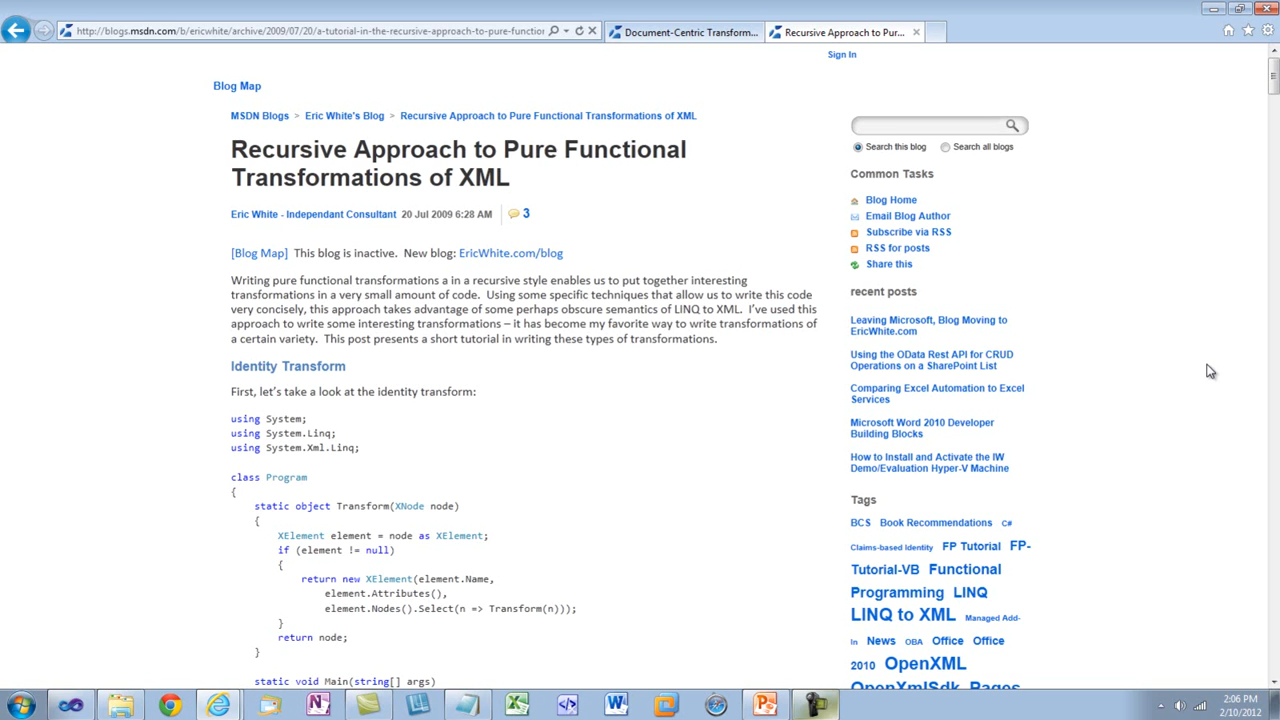 http://blogs.msdn.com/b/ericwhite/archive/2009/07/20/a-tutorial-in-the-recursive-approach-to-pure-function
Document-Centric Transform...
Recursive Approach to Pur...
Sign In
Blog Map
MSDN Blogs > Eric White's Blog > Recursive Approach to Pure Functional Transformations of XML
Recursive Approach to Pure Functional
Transformations of XML
Eric White - Independant Consultant 20 Jul 2009 6:28 AM 3
[Blog Map] This blog is inactive. New blog: EricWhite.com/blog
Writing pure functional transformations a in a recursive style enables us to put together interesting
transformations in a very small amount of code. Using some specific techniques that allow us to write this code
very concisely, this approach takes advantage of some perhaps obscure semantics of LINQ to XML. I've used this
approach to write some interesting transformations – it has become my favorite way to write transformations of
a certain variety. This post presents a short tutorial in writing these types of transformations.
Identity Transform
First, let's take a look at the identity transform:
using System;
using System.Linq;
using System.Xml.Linq;
class Program
{
static object Transform(XNode node)
{
XElement element = node as XElement;
if (element != null)
{
return new XElement(element.Name,
element.Attributes(),
element.Nodes().Select(n => Transform(n)));
}
return node;
}
static void Main(string[] args)
Search this blog Search all blogs
Common Tasks
Blog Home
Email Blog Author
Subscribe via RSS
RSS for posts
Share this
recent posts
Leaving Microsoft, Blog Moving to
EricWhite.com
Using the OData Rest API for CRUD
Operations on a SharePoint List
Comparing Excel Automation to Excel
Services
Microsoft Word 2010 Developer
Building Blocks
How to Install and Activate the IW
Demo/Evaluation Hyper-V Machine
Tags
BCS Book Recommendations C#
Claims-based Identity FP Tutorial FP-
Tutorial-VB Functional
Programming LINQ
LINQ to XML Managed Add-
In News OBA Office Office
2010 OpenXML
OpenXmlSdk Pages
2:06 PM
2/10/2012